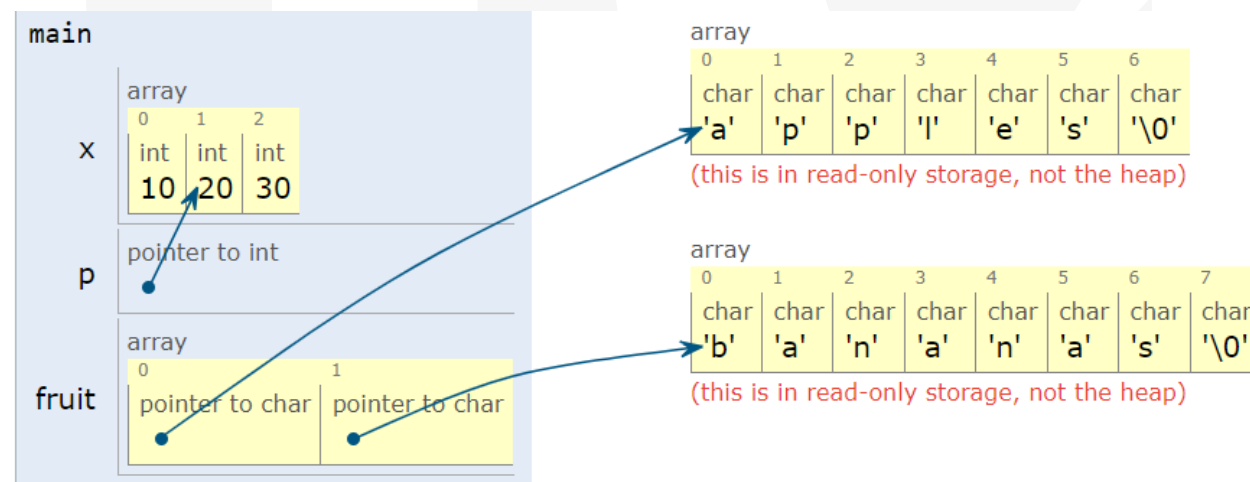 main
array
0 1 2
int int int
x
10 20 30
pointer to int
p
array
0 1
fruit
pointer to char pointer to char
array
0 1 2 3 4 5 6
char char char char char char char
'a' 'p' 'p' 'l' 'e' 's' '\0'
(this is in read-only storage, not the heap)
array
0 1 2 3 4 5 6 7
char char char char char char char char
'b' 'a' 'n' 'a' 'n' 'a' 's' '\0'
(this is in read-only storage, not the heap)